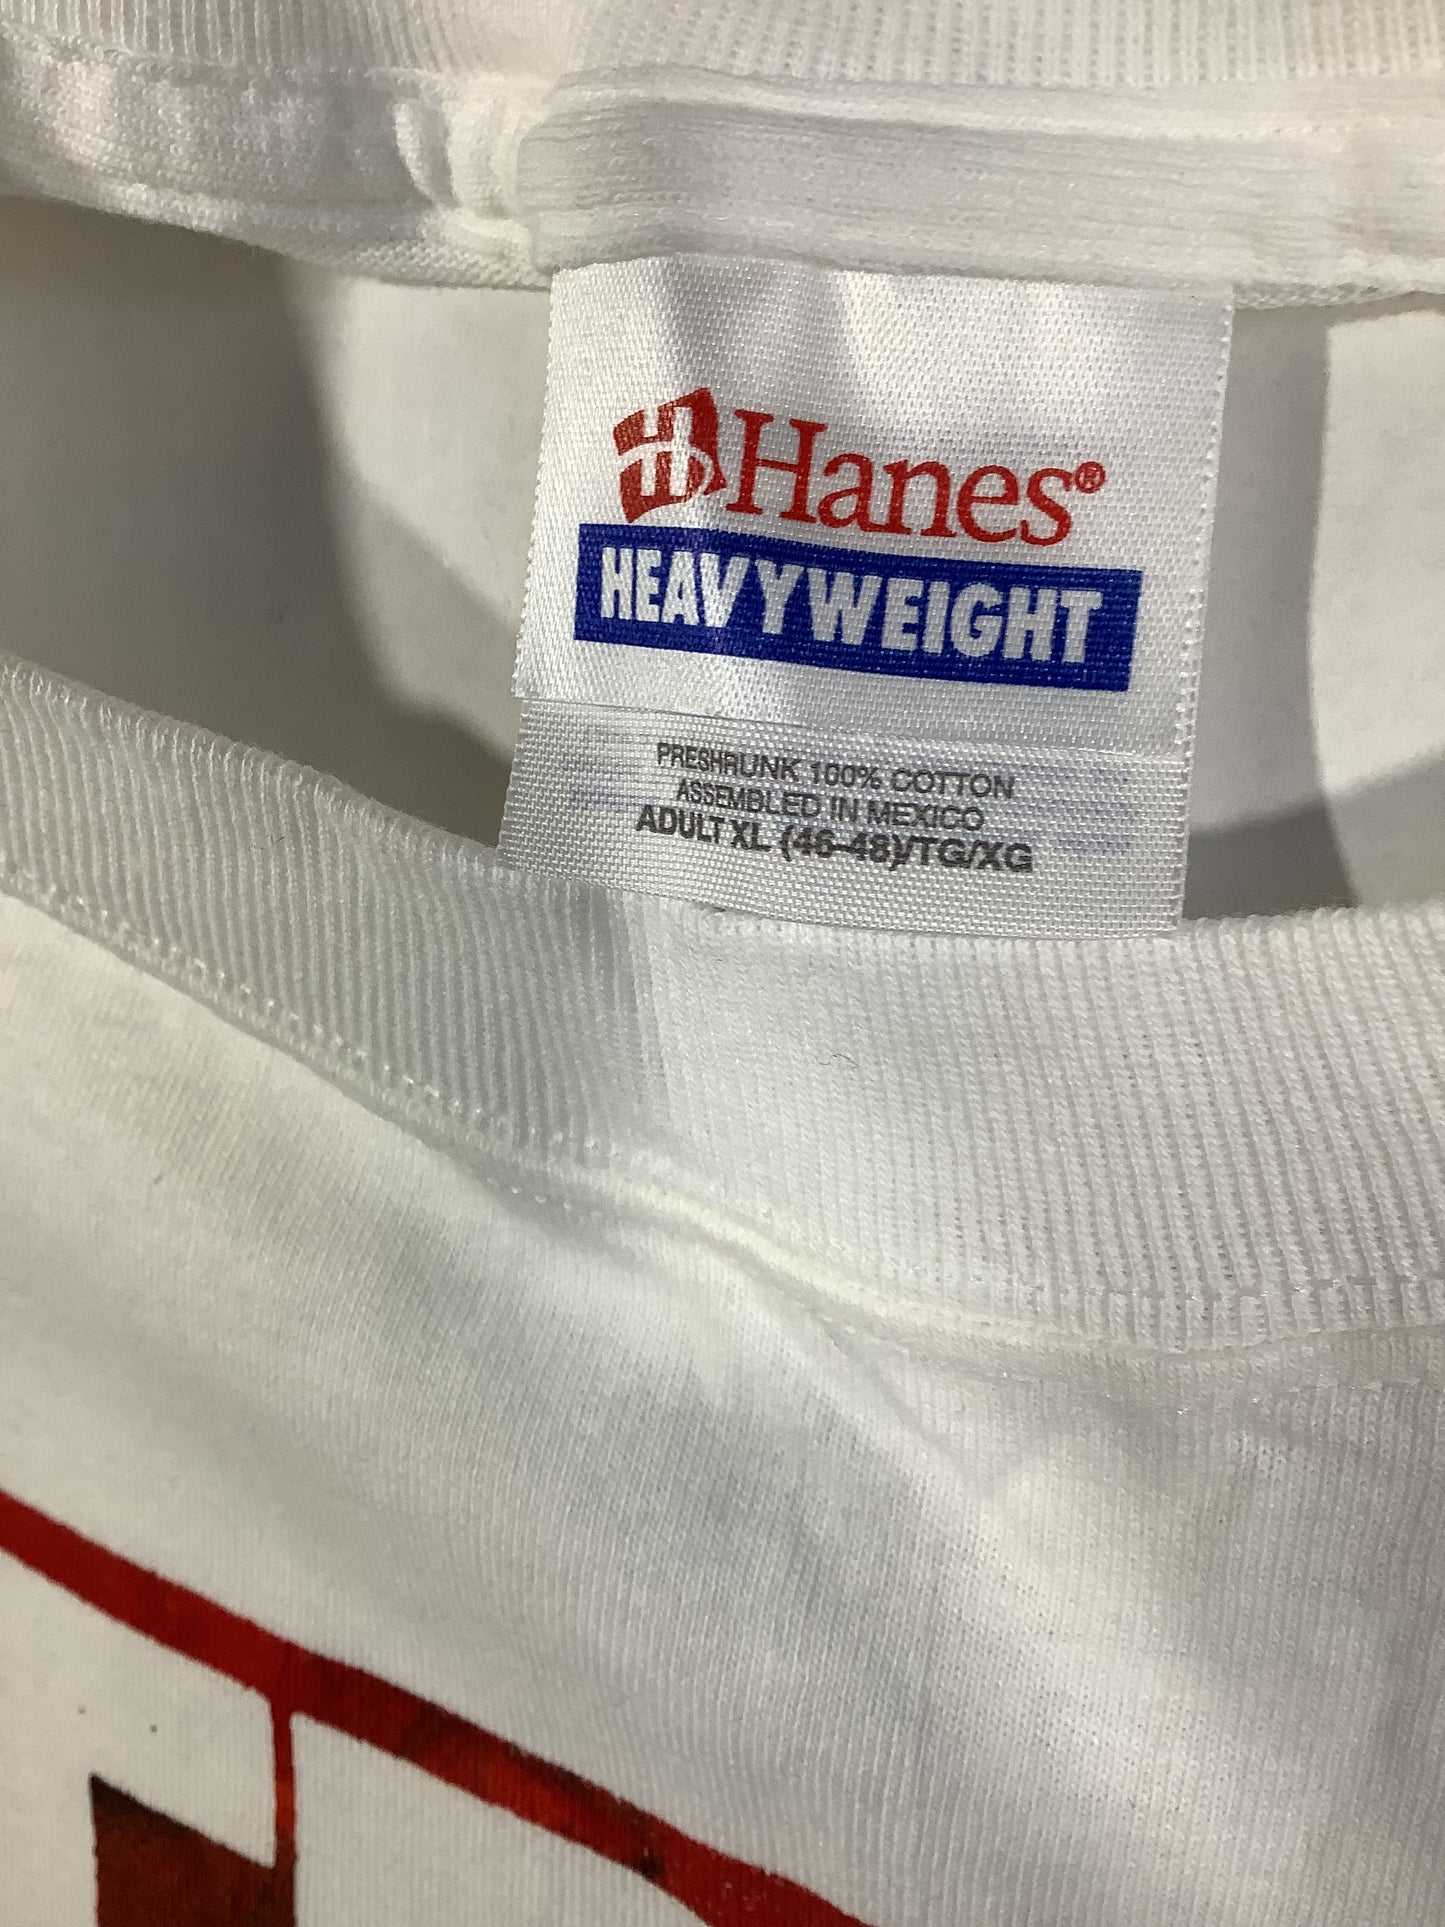 Hanes®
HEAVYWEIGHT
PRESHRUNK 100% COTTON
ASSEMBLED IN MEXICO
ADULT XL (46-48)/TG/XG